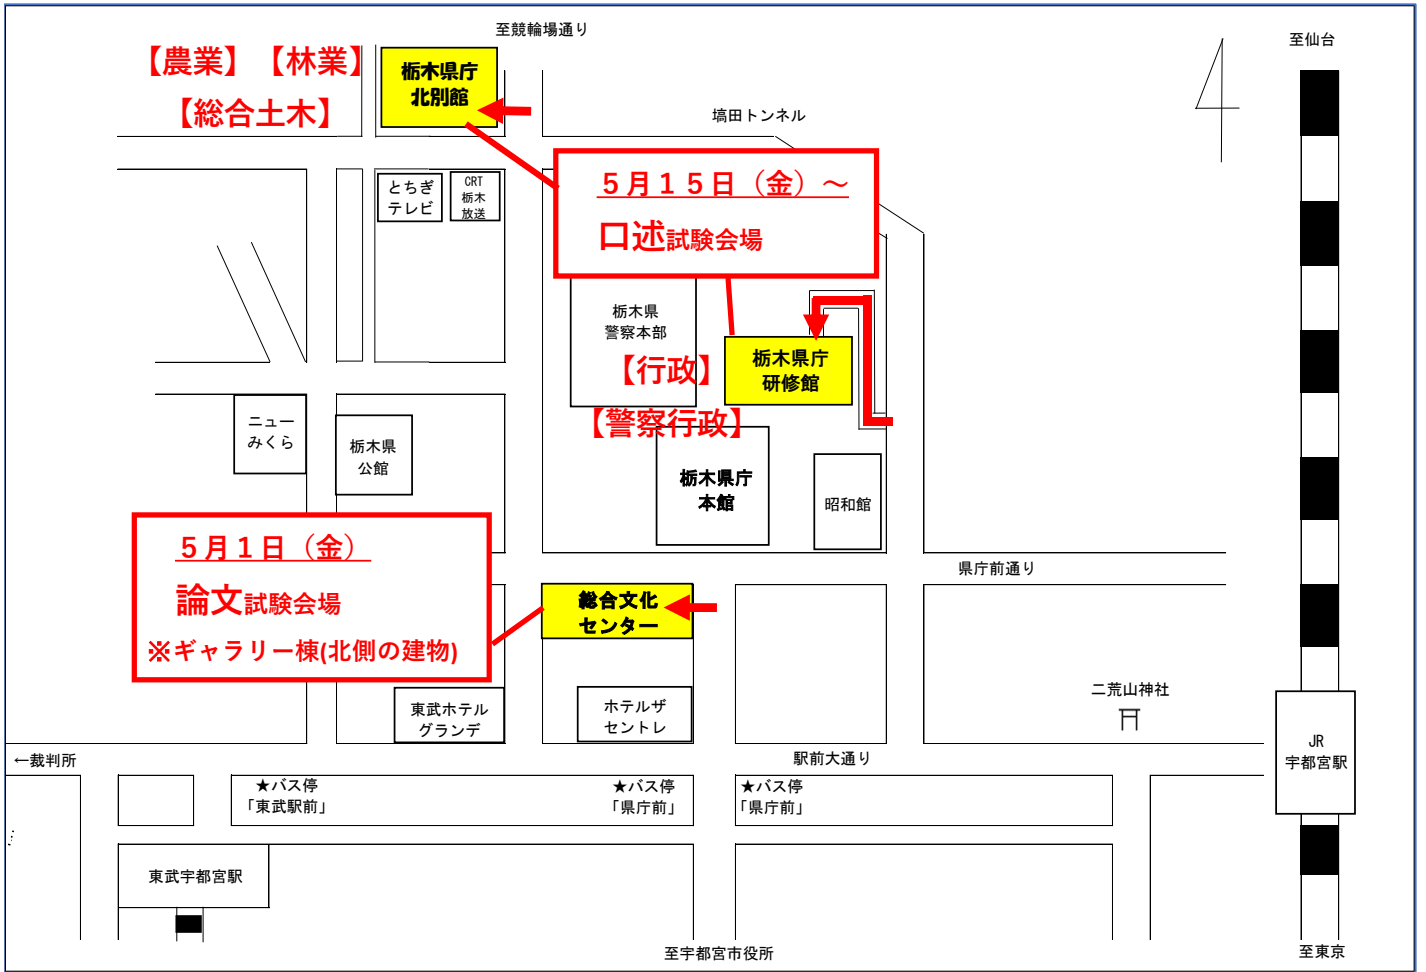 至競輪場通り
至仙台
【農業】【林業】
【総合土木】
栃木県庁
北別館
塙田トンネル
とちぎ
テレビ
CRT
栃木
放送
５月１５日（金）～
口述試験会場
栃木県
警察本部
【行政】
【警察行政】
栃木県庁
研修館
ニュー
みくら
栃木県
公館
栃木県庁
本館
昭和館
５月１日（金）
論文試験会場
※ギャラリー棟(北側の建物)
県庁前通り
総合文化
センター
東武ホテル
グランデ
ホテルザ
セントレ
二荒山神社
JR
宇都宮駅
←裁判所
駅前大通り
★バス停
「東武駅前」
★バス停
「県庁前」
★バス停
「県庁前」
東武宇都宮駅
至宇都宮市役所
至東京